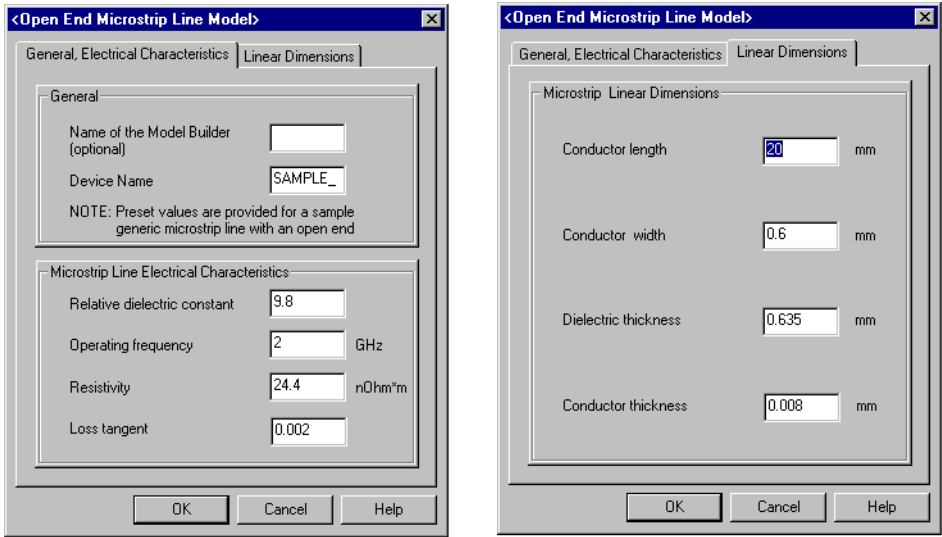 <Open End Microstrip Line Model>
General, Electrical Characteristics
Linear Dimensions
General
Name of the Model Builder
(optional)
Device Name
SAMPLE_
NOTE: Preset values are provided for a sample
generic microstrip line with an open end
Microstrip Line Electrical Characteristics
Relative dielectric constant
9.8
Operating frequency
2
GHz
Resistivity
24.4
nOhm*m
Loss tangent
0.002
OK
Cancel
Help
<Open End Microstrip Line Model>
General, Electrical Characteristics
Linear Dimensions
Microstrip Linear Dimensions
Conductor length
20
mm
Conductor width
0.6
mm
Dielectric thickness
0.635
mm
Conductor thickness
0.008
mm
OK
Cancel
Help